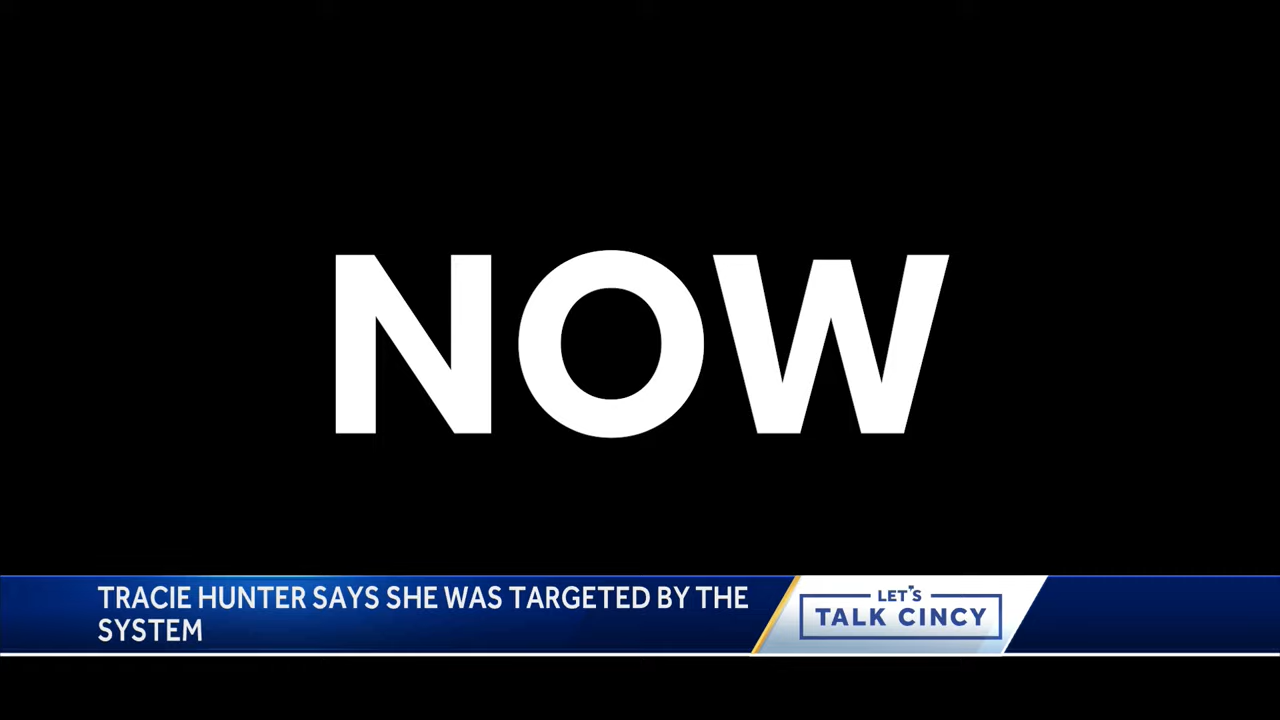 NOW
TRACIE HUNTER SAYS SHE WAS TARGETED BY THE
SYSTEM
LET'S
TALK CINCY